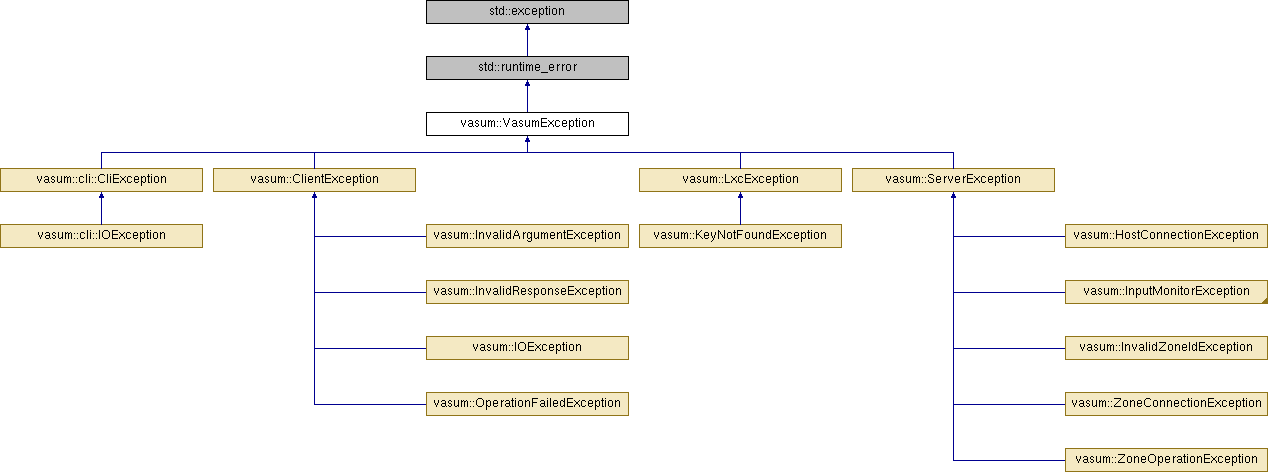 std::exception
std::runtime_error
vasum::VasumException
vasum::cli::CliException
vasum::ClientException
vasum::LxcException
vasum::ServerException
vasum::cli::IOException
vasum::InvalidArgumentException
vasum::KeyNotFoundException
vasum::HostConnectionException
vasum::InvalidResponseException
vasum::InputMonitorException
vasum::IOException
vasum::InvalidZoneIdException
vasum::OperationFailedException
vasum::ZoneConnectionException
vasum::ZoneOperationException